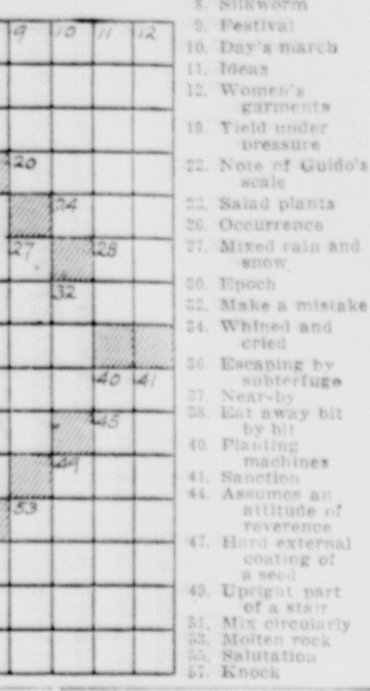 9 10 11 12
20
24
27 28
32
40 41
45
49
53
8. Silkworm
9. Festival
10. Day's march
11. Ideas
12. Women's
garments
19. Yield under
pressure
22. Note of Guido's
scale
23. Salad plants
26. Occurrence
27. Mixed rain and
snow
30. Epoch
32. Make a mistake
34. Whined and
cried
36. Escaping by
subterfuge
37. Near-by
38. Eat away bit
by bit
40. Planting
machines
41. Sanction
44. Assumes an
attitude of
reverence
47. Hard external
coating of
a seed
49. Upright part
of a stair
51. Mix circularly
53. Molten rock
55. Salutation
57. Knock